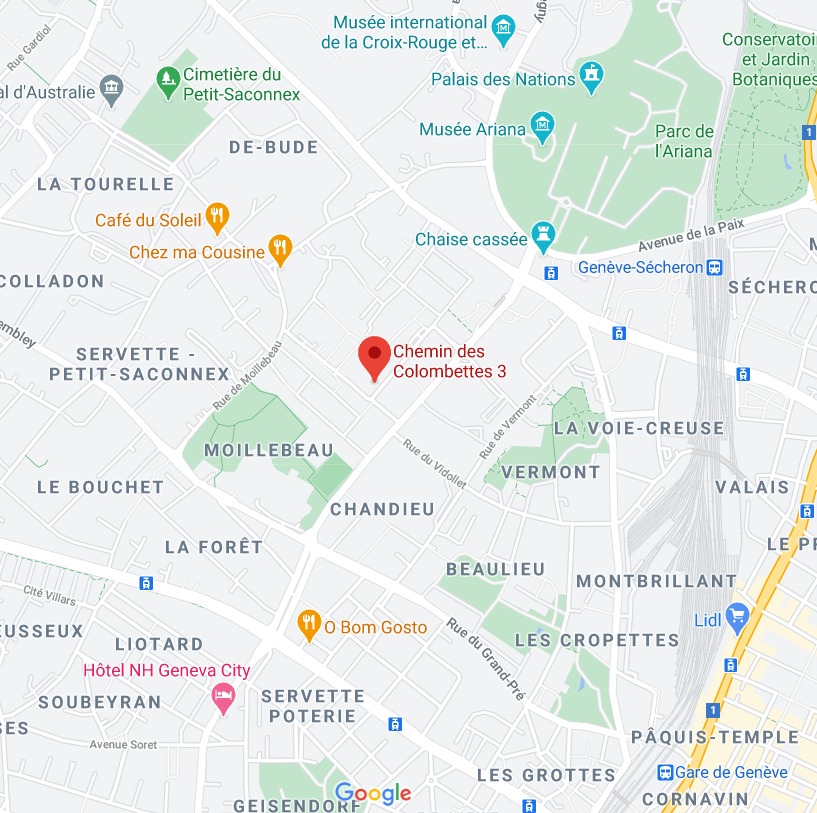 Rue Gardiol
Musée international
de la Croix-Rouge et...
Conservatoi
et Jardin
Botaniques
Cimetière du
Petit-Saconnex
al d'Australie
Palais des Nations
Musée Ariana
Parc de
l'Ariana
1
DE-BUDE
LA TOURELLE
Café du Soleil
Chez ma Cousine
Chaise cassée
Avenue de la Paix
Genève-Sécheron
COLLADON
SÉCHERO
Chemin des
Colombettes 3
SERVETTE -
PETIT-SACONNEX
Rue de Moillebeau
Rue de Vermont
LA VOIE-CREUSE
MOILLEBEAU
Rue du Vidollet
VERMONT
LE BOUCHET
VALAIS
CHANDIEU
LA FORÊT
LE PR
BEAULIEU
MONTBRILLANT
Cité Villars
EUSSEUX
LIOTARD
O Bom Gosto
Lidl
Rue du Grand-Pré
LES CROPETTES
Hôtel NH Geneva City
SOUBEYRAN
SERVETTE
POTERIE
1
PÂQUIS-TEMPLE
Avenue Soret
LES GROTTES
Gare de Genève
CORNAVIN
Google
GEISENDORF